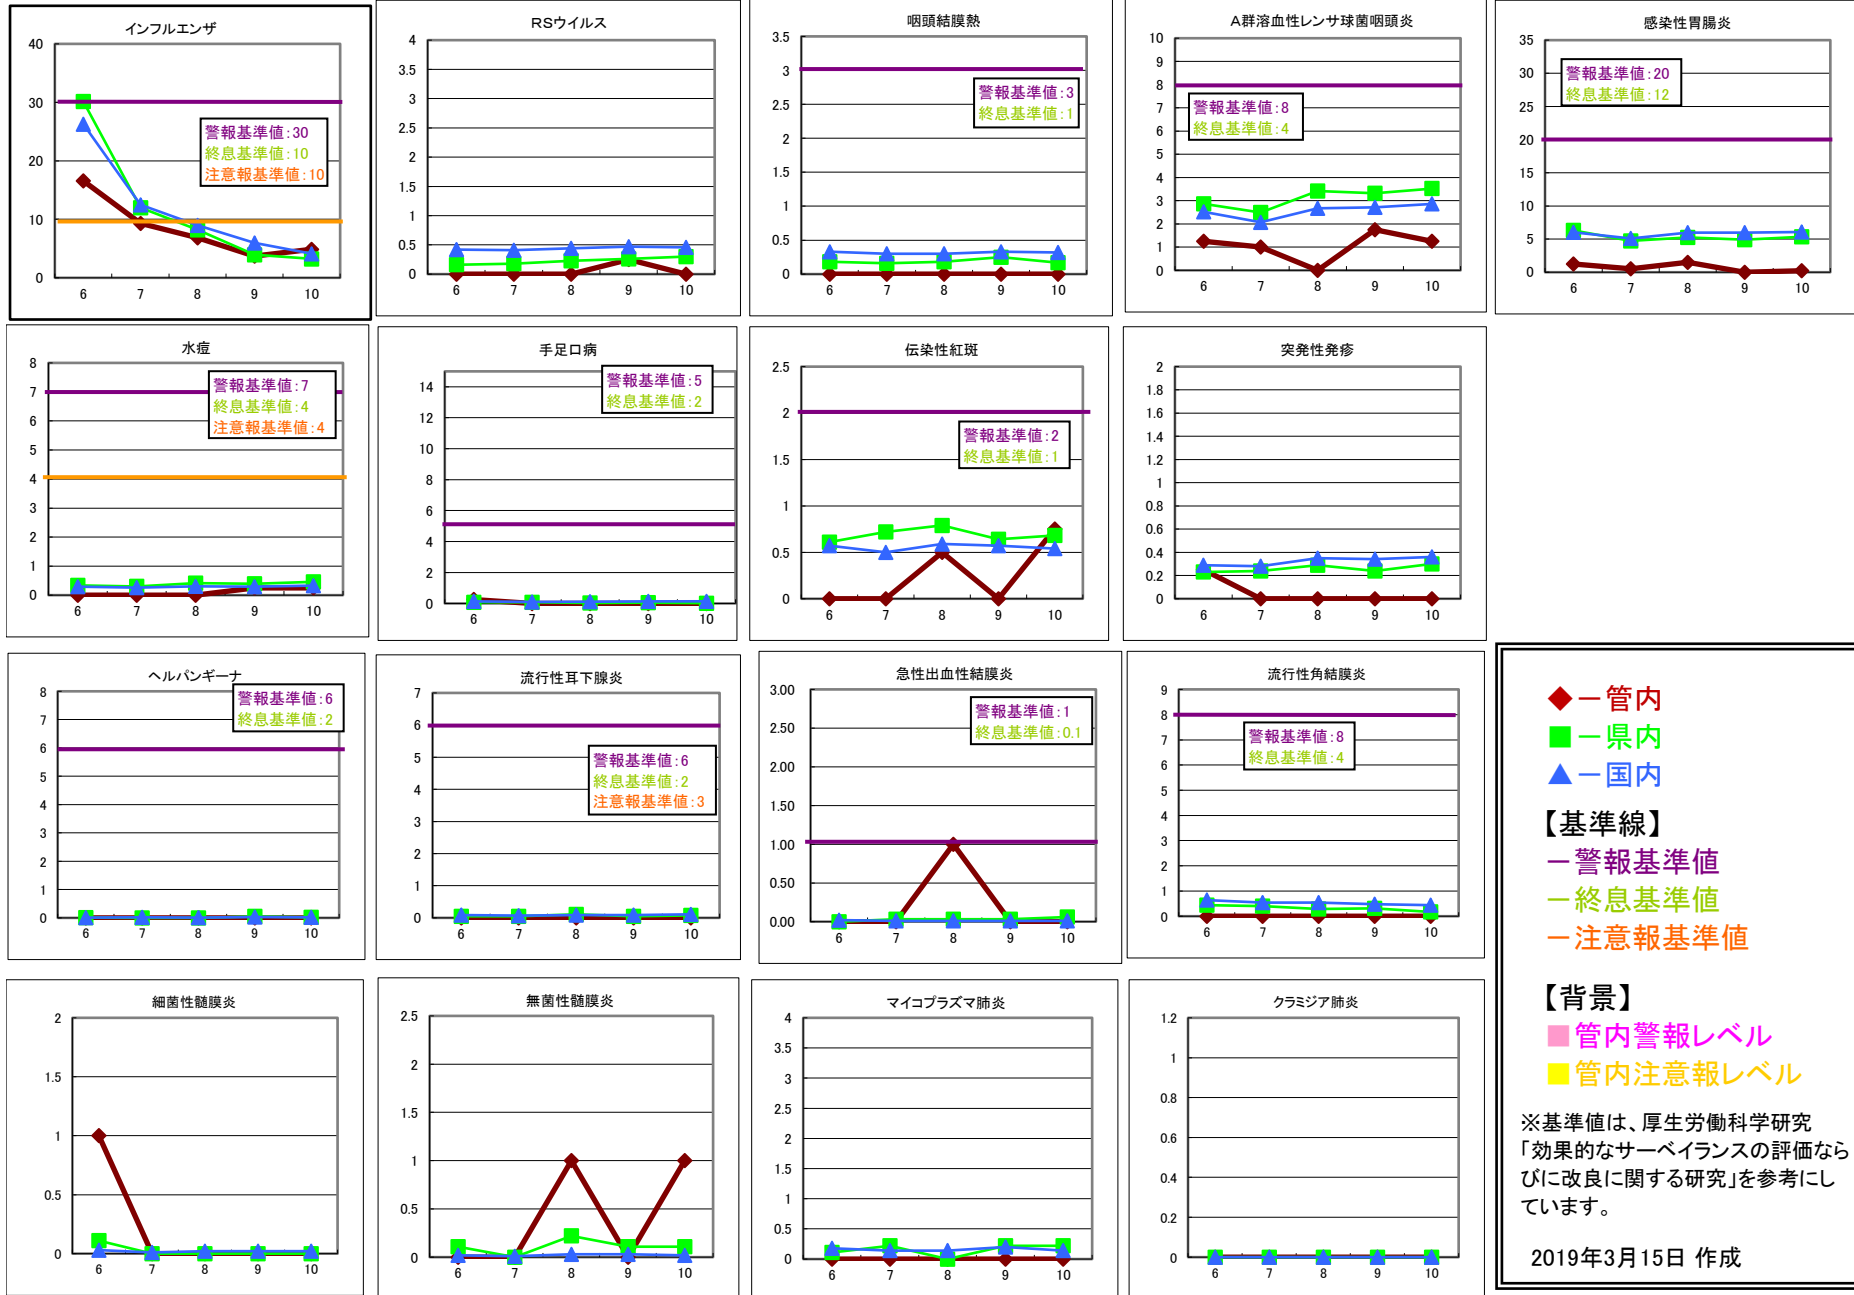 インフルエンザ
40
30
20
10
0
6 7 8 9 10
警報基準値:30
終息基準値:10
注意報基準値:10
RSウイルス
4
3.5
3
2.5
2
1.5
1
0.5
0
6 7 8 9 10
咽頭結膜熱
3.5
3
2.5
2
1.5
1
0.5
0
6 7 8 9 10
警報基準値:3
終息基準値:1
A群溶血性レンサ球菌咽頭炎
10
9
8
7
6
5
4
3
2
1
0
6 7 8 9 10
警報基準値:8
終息基準値:4
感染性胃腸炎
35
30
25
20
15
10
5
0
6 7 8 9 10
警報基準値:20
終息基準値:12
水痘
8
7
6
5
4
3
2
1
0
6 7 8 9 10
警報基準値:7
終息基準値:4
注意報基準値:4
手足口病
14
12
10
8
6
4
2
0
6 7 8 9 10
警報基準値:5
終息基準値:2
伝染性紅斑
2.5
2
1.5
1
0.5
0
6 7 8 9 10
警報基準値:2
終息基準値:1
突発性発疹
2
1.8
1.6
1.4
1.2
1
0.8
0.6
0.4
0.2
0
6 7 8 9 10
ヘルパンギーナ
8
7
6
5
4
3
2
1
0
6 7 8 9 10
警報基準値:6
終息基準値:2
流行性耳下腺炎
7
6
5
4
3
2
1
0
6 7 8 9 10
警報基準値:6
終息基準値:2
注意報基準値:3
急性出血性結膜炎
3.00
2.50
2.00
1.50
1.00
0.50
0.00
6 7 8 9 10
警報基準値:1
終息基準値:0.1
流行性角結膜炎
9
8
7
6
5
4
3
2
1
0
6 7 8 9 10
警報基準値:8
終息基準値:4
細菌性髄膜炎
2
1.5
1
0.5
0
6 7 8 9 10
無菌性髄膜炎
2.5
2
1.5
1
0.5
0
6 7 8 9 10
マイコプラズマ肺炎
4
3.5
3
2.5
2
1.5
1
0.5
0
6 7 8 9 10
クラミジア肺炎
1.2
1
0.8
0.6
0.4
0.2
0
6 7 8 9 10
◆－管内
■－県内
▲－国内
【基準線】
－警報基準値
－終息基準値
－注意報基準値
【背景】
■管内警報レベル
■管内注意報レベル
※基準値は、厚生労働科学研究
「効果的なサーベイランスの評価なら
びに改良に関する研究」を参考にし
ています。
2019年3月15日 作成